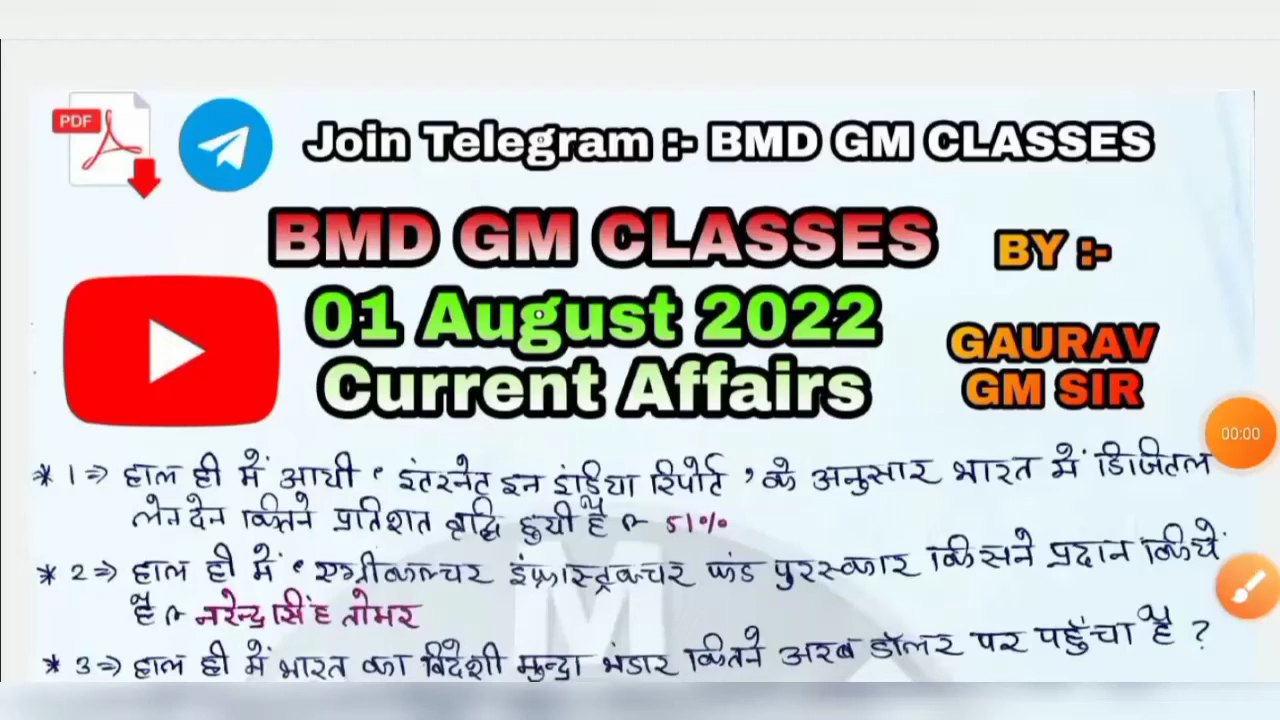 PDF
Join Telegram :- BMD GM CLASSES
BMD GM CLASSES
BY :-
01 August 2022
Current Affairs
GAURAV
GM SIR
00:00
* 1 ⇒ हाल ही में आयी ' इंटरनेट इन इंडिया रिपोर्ट ' के अनुसार भारत में डिजितल
लेनदेन कितने प्रतिशत वृद्धि हुयी है :- 51%
* 2 ⇒ हाल ही में ' एग्रीकल्चर इंफ्रास्ट्रक्चर फंड पुरस्कार किसने प्रदान किये
है :- नरेन्द्र सिंह तोमर
M
* 3 ⇒ हाल ही में भारत का विदेशी मुन्द्रा भंडार कितने अरब डॉलर पर पहुँचा है ?